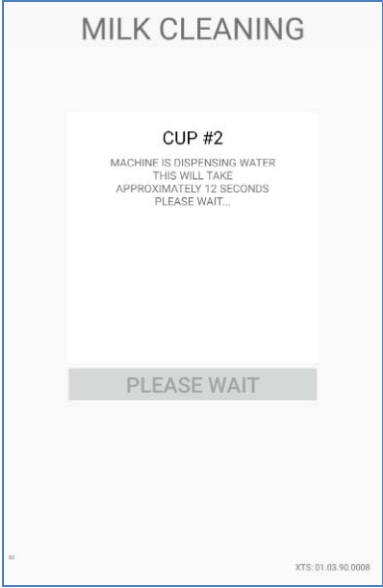 MILK CLEANING
CUP #2
MACHINE IS DISPENSING WATER
THIS WILL TAKE
APPROXIMATELY 12 SECONDS
PLEASE WAIT...
PLEASE WAIT
XTS: 01.03.90.0008